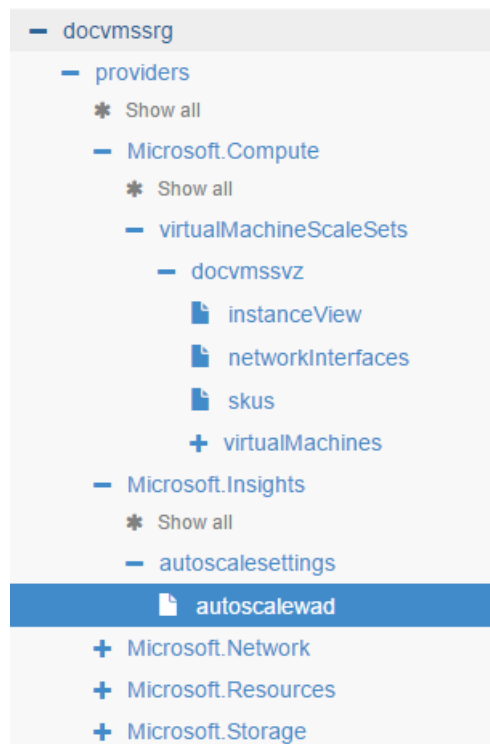 docvmssrg
providers
Show all
Microsoft.Compute
Show all
virtualMachineScaleSets
docvmssvz
instanceView
networkInterfaces
skus
virtualMachines
Microsoft.Insights
Show all
autoscalesettings
autoscalewad
Microsoft.Network
Microsoft.Resources
Microsoft.Storage